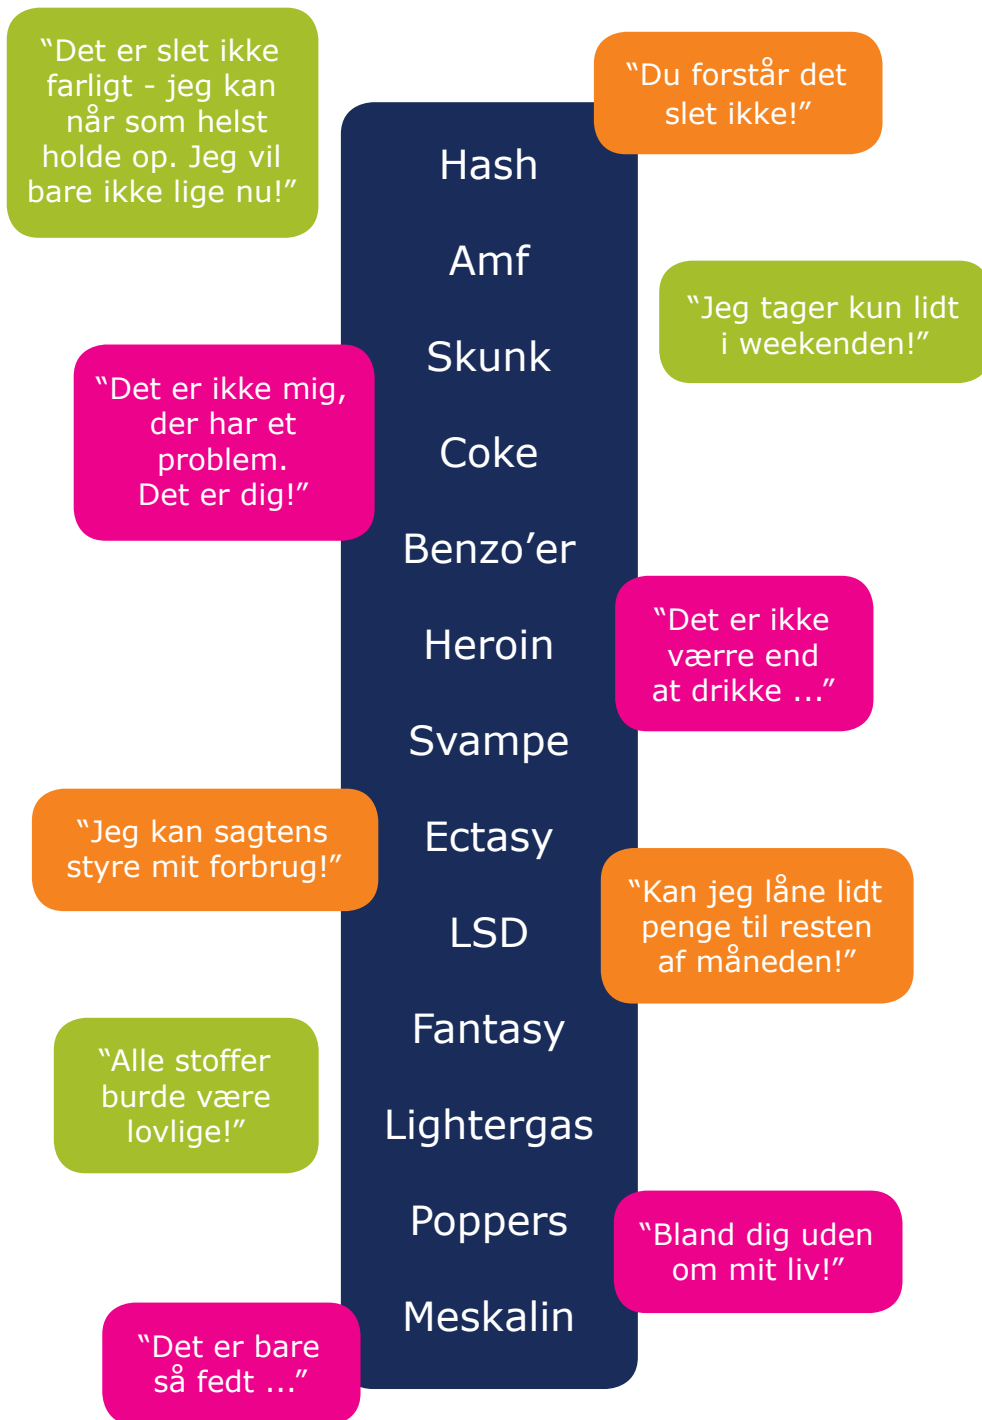 “Det er slet ikke
farligt - jeg kan
når som helst
holde op. Jeg vil
bare ikke lige nu!”
“Du forstår det
slet ikke!”
Hash
Amf
“Jeg tager kun lidt
i weekenden!”
Skunk
“Det er ikke mig,
der har et
problem.
Det er dig!”
Coke
Benzo’er
Heroin
“Det er ikke
værre end
at drikke ...”
Svampe
“Jeg kan sagtens
styre mit forbrug!”
Ectasy
“Kan jeg låne lidt
penge til resten
af måneden!”
LSD
Fantasy
“Alle stoffer
burde være
lovlige!”
Lightergas
Poppers
“Bland dig uden
om mit liv!”
Meskalin
“Det er bare
så fedt ...”